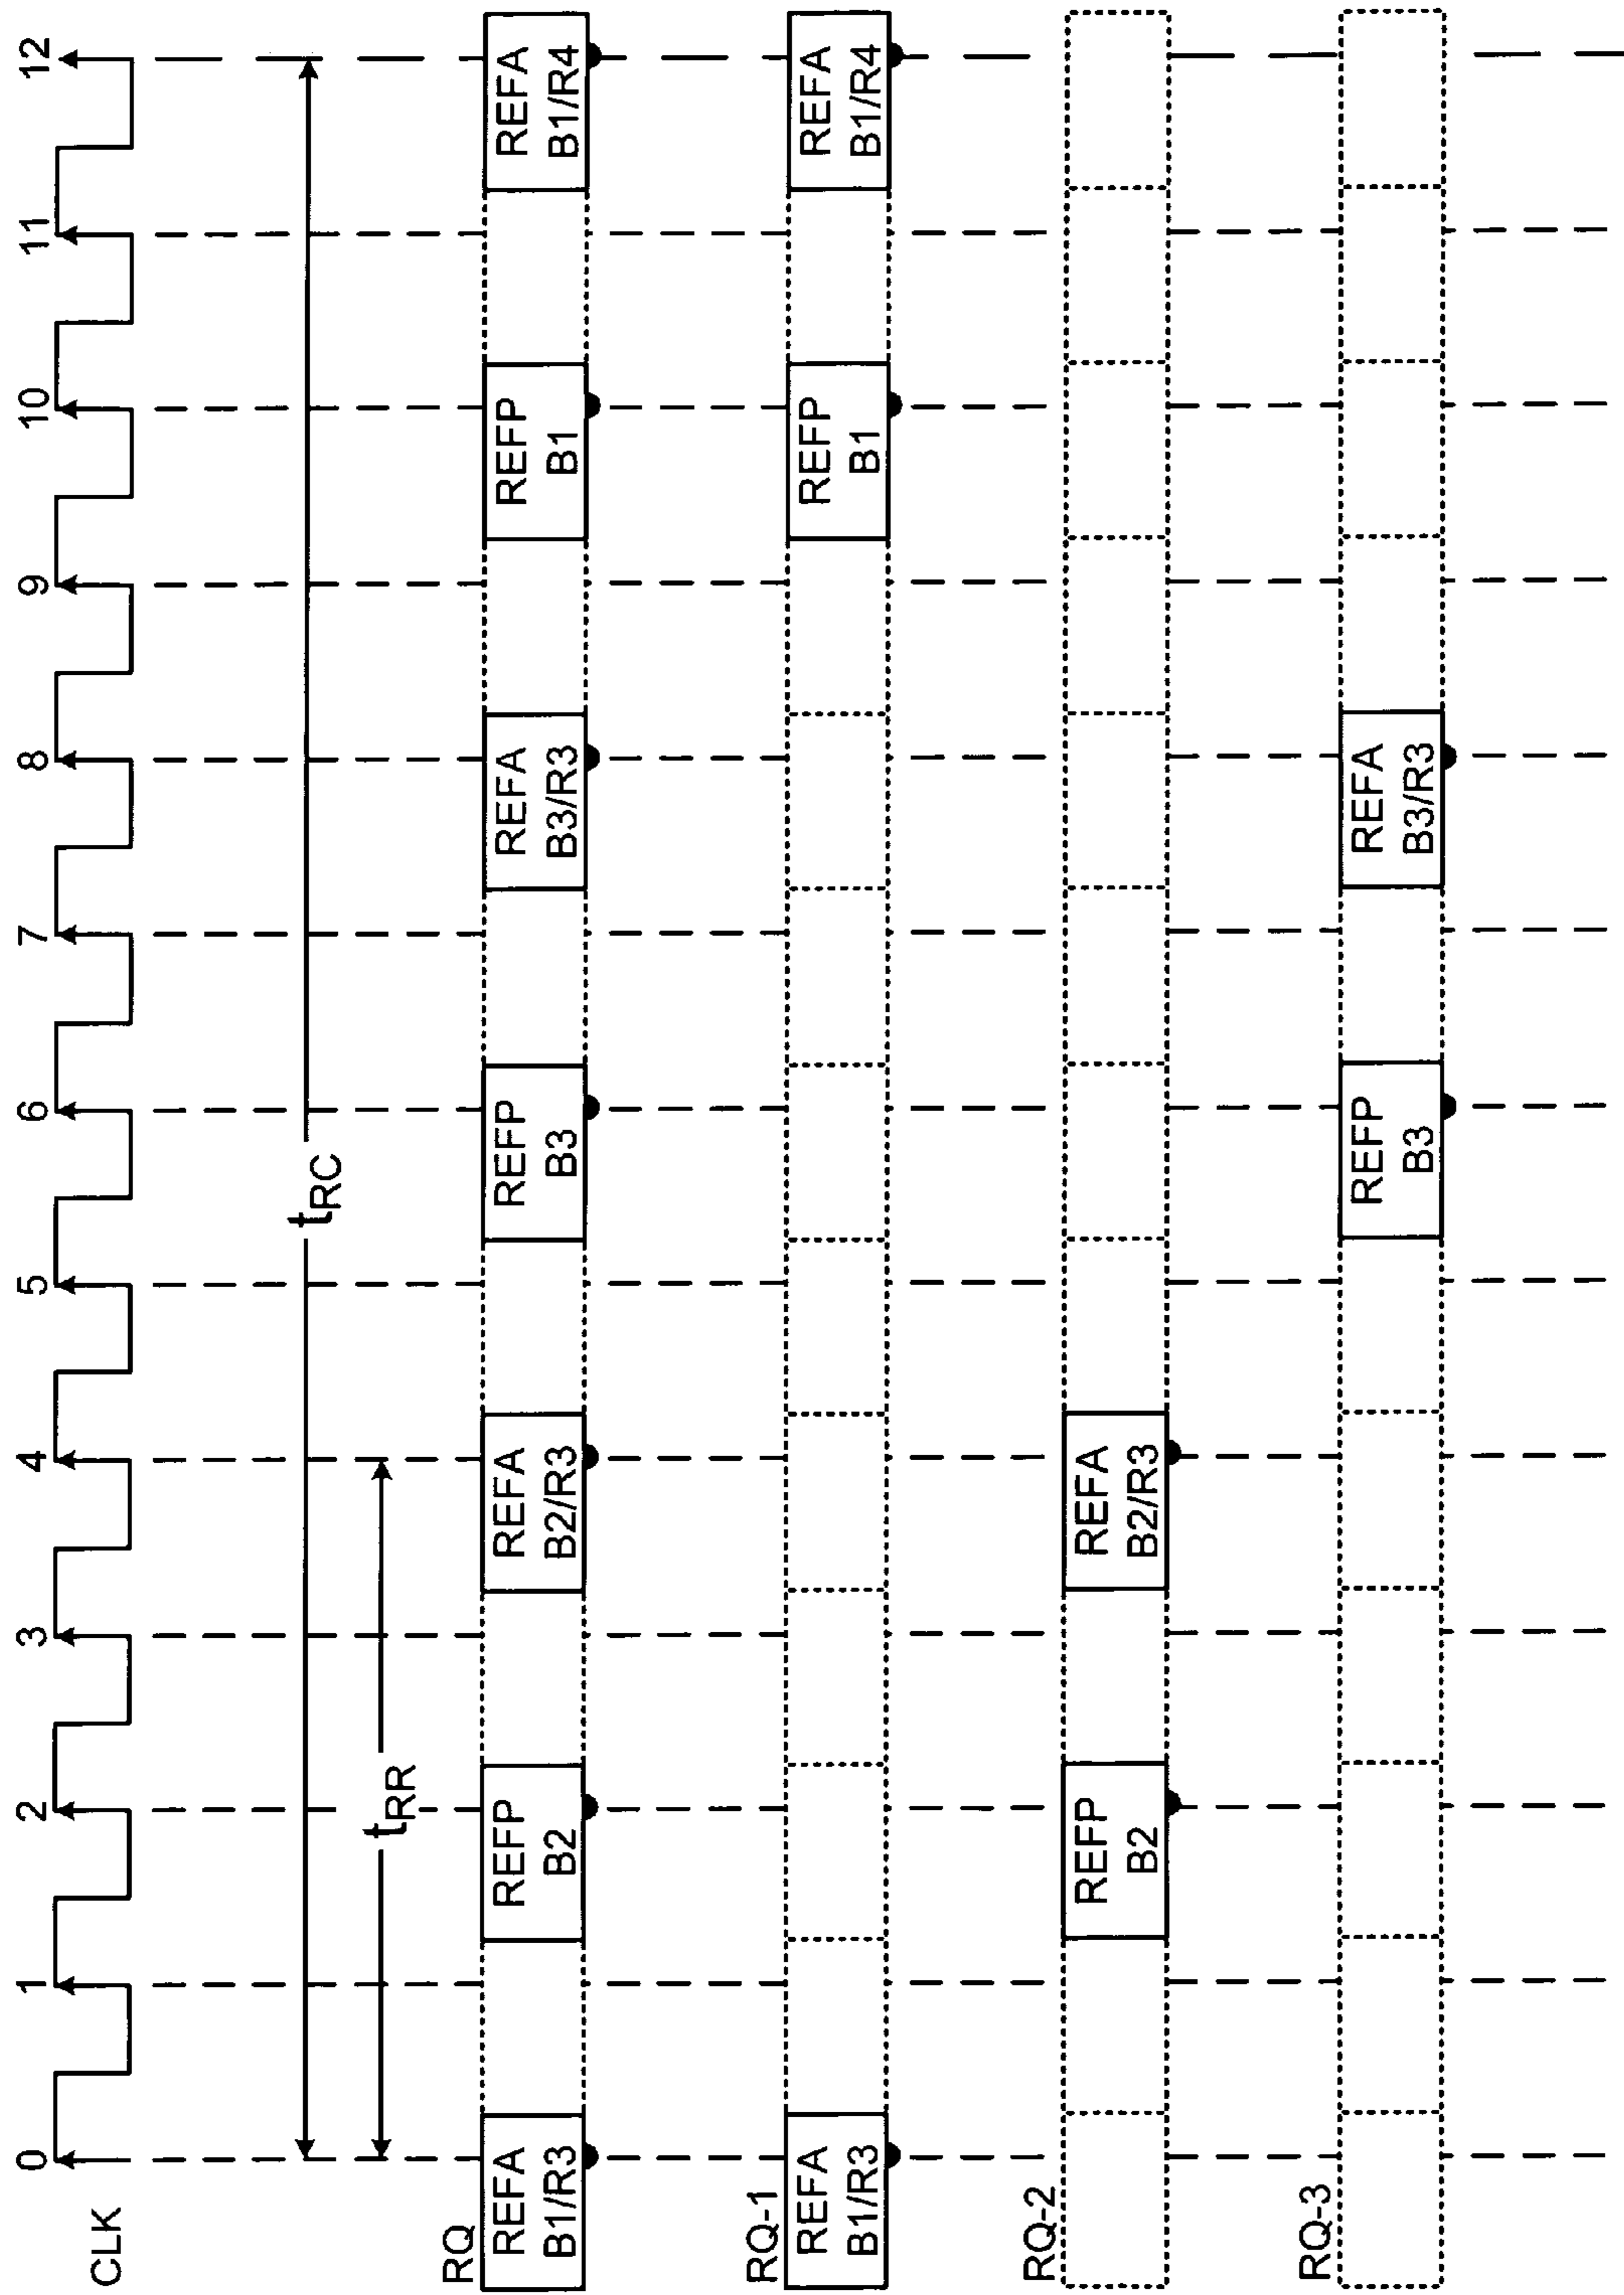 0 1 2 3 4 5 6 7 8 9 10 11 12
CLK
tRC
tRR
RQ
REFA
B1/R3
REFP
B2
REFA
B2/R3
REFP
B3
REFA
B3/R3
REFP
B1
REFA
B1/R4
RQ-1
REFA
B1/R3
REFP
B1
REFA
B1/R4
RQ-2
REFP
B2
REFA
B2/R3
RQ-3
REFP
B3
REFA
B3/R3